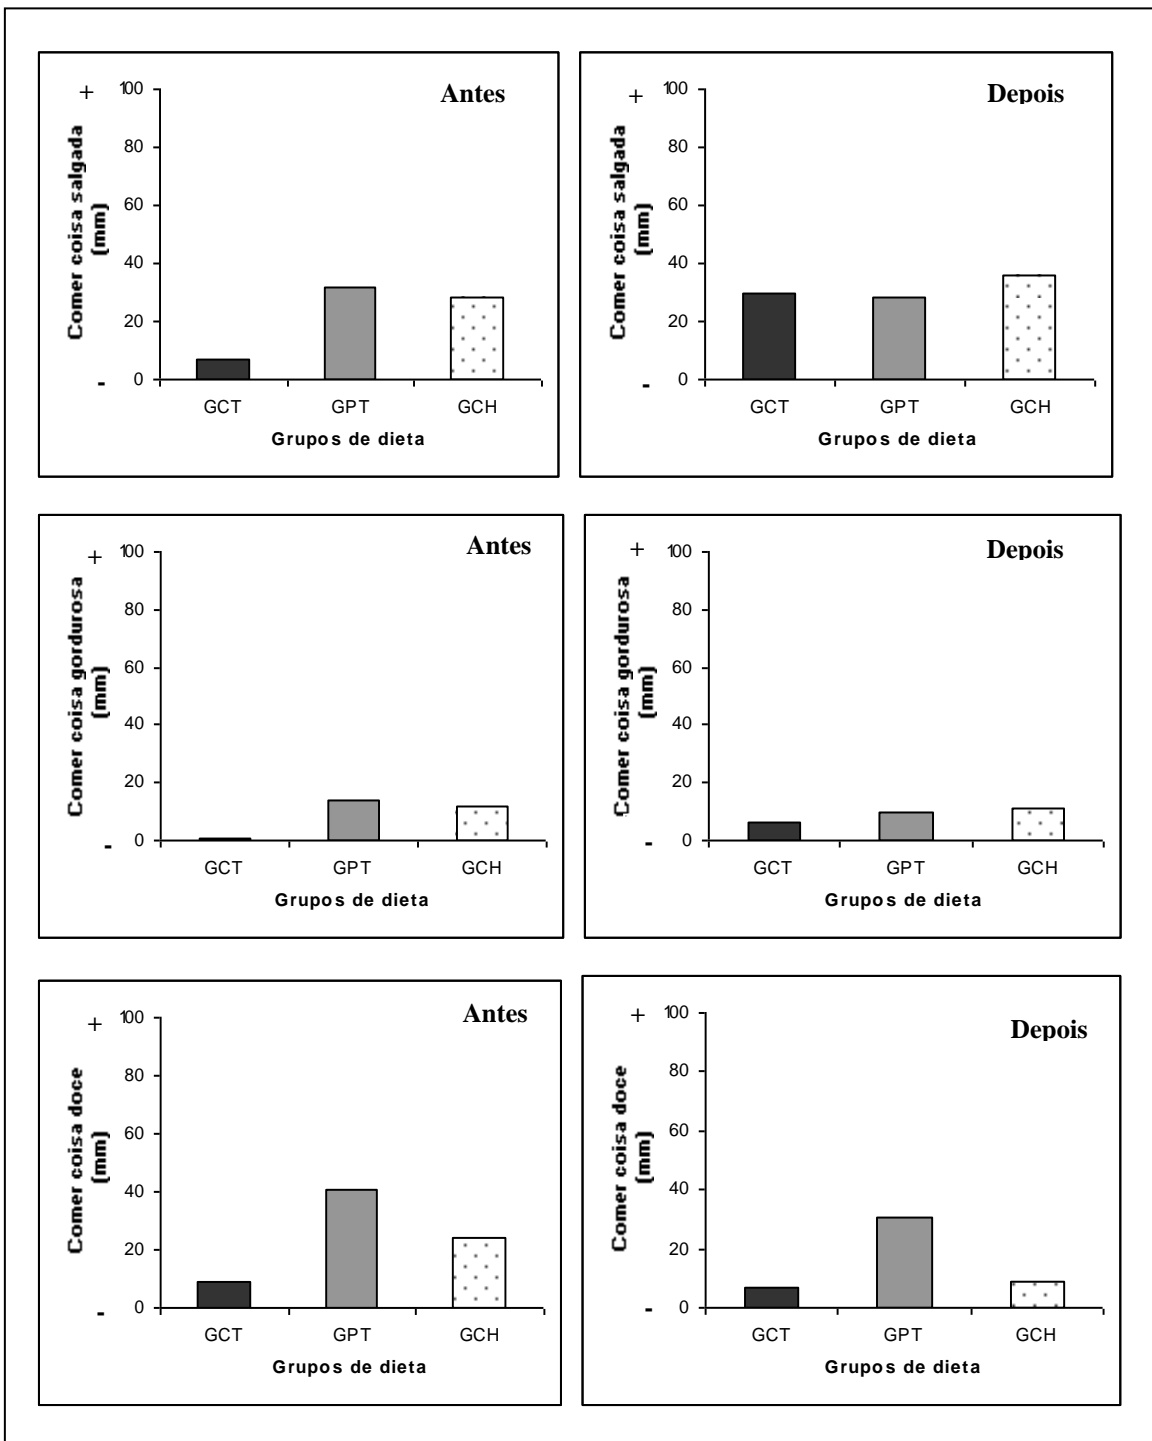 Antes
+
100
80
60
40
20
0
-
Comer coisa salgada
(mm)
GCT GPT GCH
Grupos de dieta
Depois
+
100
80
60
40
20
0
-
Comer coisa salgada
(mm)
GCT GPT GCH
Grupos de dieta
Antes
+
100
80
60
40
20
0
-
Comer coisa gordurosa
(mm)
GCT GPT GCH
Grupos de dieta
Depois
+
100
80
60
40
20
0
-
Comer coisa gordurosa
(mm)
GCT GPT GCH
Grupos de dieta
Antes
+
100
80
60
40
20
0
-
Comer coisa doce
(mm)
GCT GPT GCH
Grupos de dieta
Depois
+
100
80
60
40
20
0
-
Comer coisa doce
(mm)
GCT GPT GCH
Grupos de dieta